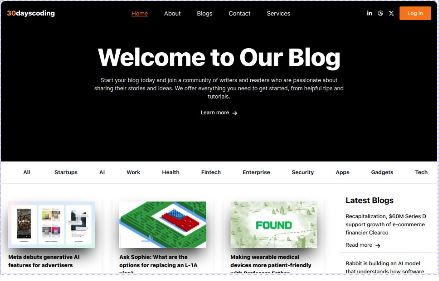 30dayscoding Home About Blogs Contact Services Log in
Welcome to Our Blog
Start your blog today and join a community of writers and readers who are passionate about
sharing their stories and ideas. We offer everything you need to get started, from helpful tips and
tutorials.
Learn more →
All Startups AI Work Health Fintech Enterprise Security Apps Gadgets Tech
Latest Blogs
FOUND
Meta debuts generative AI
features for advertisers
Ask Sophie: What are the
options for replacing an L-1A
Making wearable medical
devices more patient-friendly
Recapitalization, $60M Series D
support growth of e-commerce
financier Clearco
Read more →
Rabbit is building an AI model
that understands how software